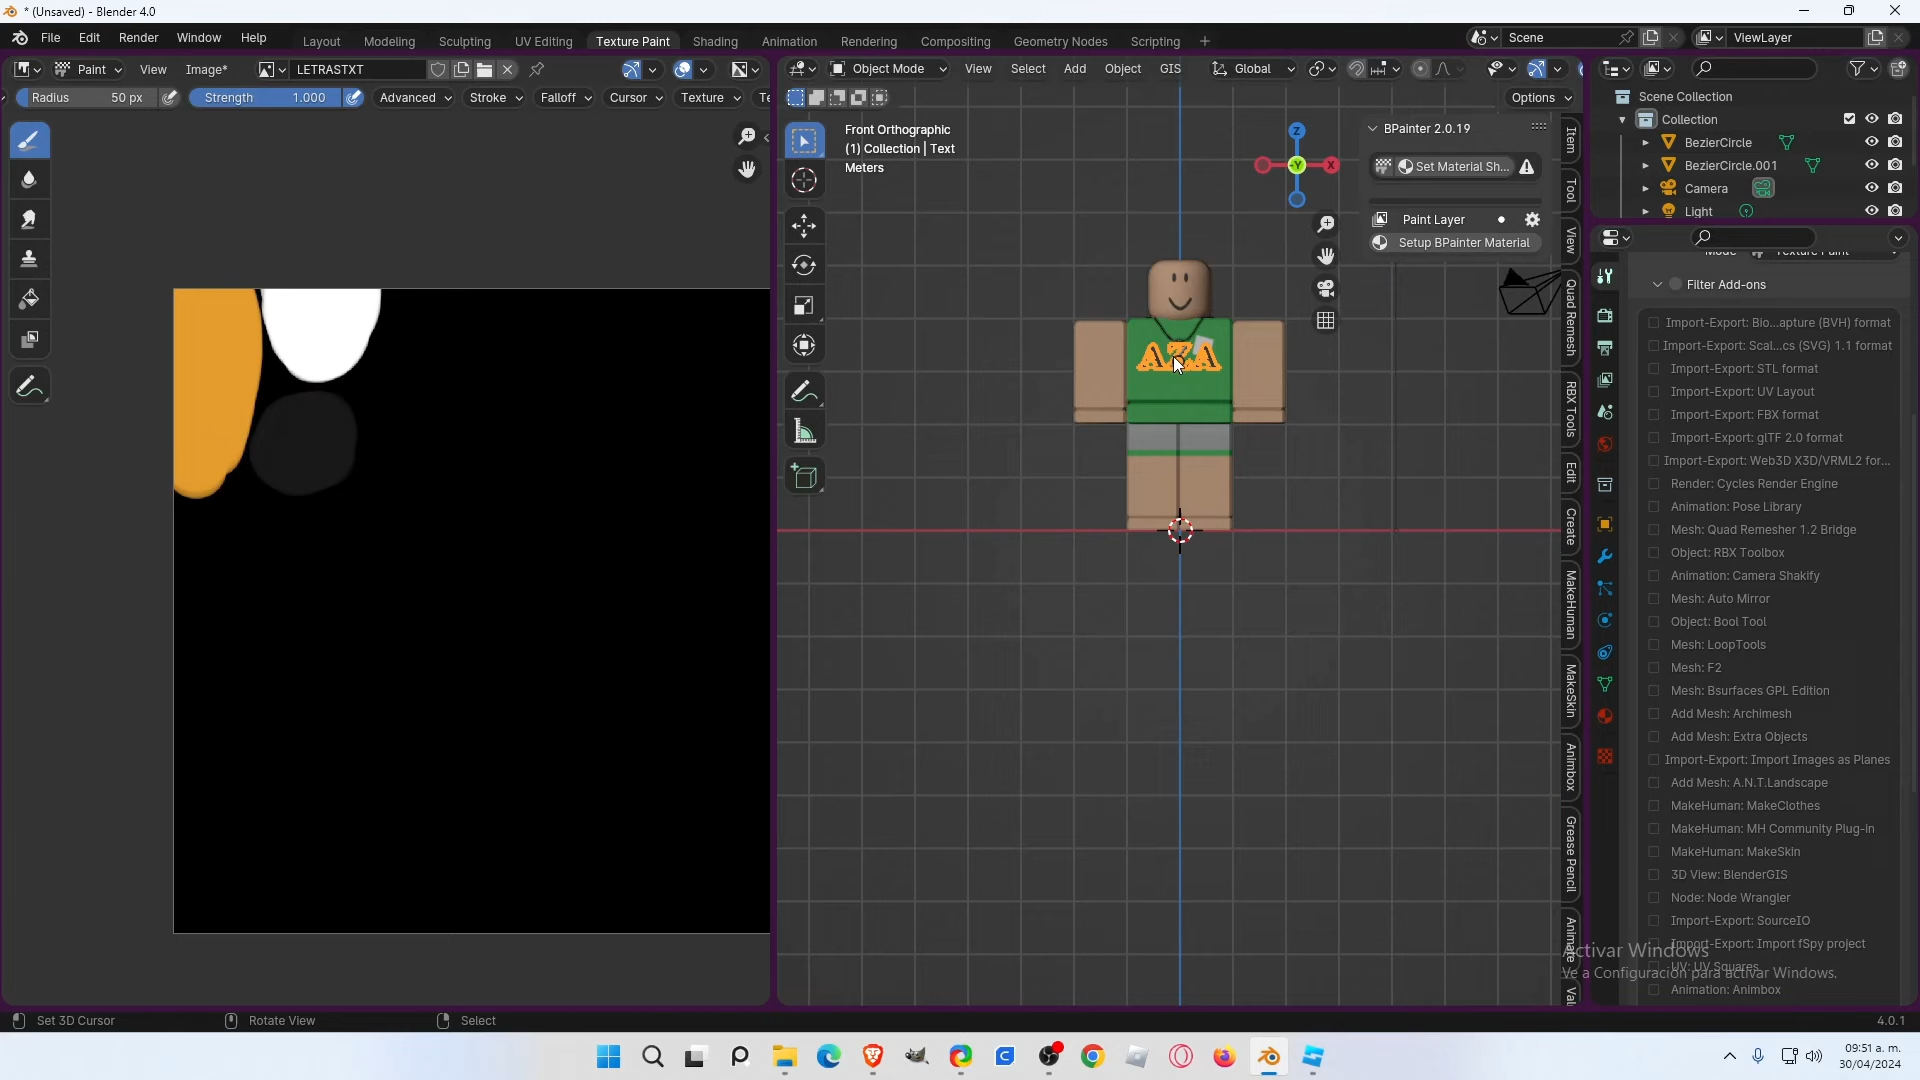 * (Unsaved) - Blender 4.0
File Edit Render Window Help
Layout Modeling Sculpting UV Editing Texture Paint Shading Animation Rendering Compositing Geometry Nodes Scripting +
Scene
ViewLayer
Paint View Image* LETRASTXT
Object Mode View Select Add Object GIS Global
Radius 50 px Strength 1.000 Advanced Stroke Falloff Cursor Texture Te
Options
Front Orthographic
(1) Collection | Text
Meters
Z
Y
X
AZA
BPainter 2.0.19
Set Material Sh...
Paint Layer
Setup BPainter Material
Item
Tool
View
Quad Remesh
RBX Tools
Edit
Create
MakeHuman
MakeSkin
Animbox
Grease Pencil
Animate
Scene Collection
Collection
BezierCircle
BezierCircle.001
Camera
Light
Mode Texture Paint
Filter Add-ons
Import-Export: Bio...apture (BVH) format
Import-Export: Scal...cs (SVG) 1.1 format
Import-Export: STL format
Import-Export: UV Layout
Import-Export: FBX format
Import-Export: glTF 2.0 format
Import-Export: Web3D X3D/VRML2 for...
Render: Cycles Render Engine
Animation: Pose Library
Mesh: Quad Remesher 1.2 Bridge
Object: RBX Toolbox
Animation: Camera Shakify
Mesh: Auto Mirror
Object: Bool Tool
Mesh: LoopTools
Mesh: F2
Mesh: Bsurfaces GPL Edition
Add Mesh: Archimesh
Add Mesh: Extra Objects
Import-Export: Import Images as Planes
Add Mesh: A.N.T.Landscape
MakeHuman: MakeClothes
MakeHuman: MH Community Plug-in
MakeHuman: MakeSkin
3D View: BlenderGIS
Node: Node Wrangler
Import-Export: SourceIO
Import-Export: Import fSpy project
UV: UV Squares
Animation: Animbox
Activar Windows
Ve a Configuración para activar Windows.
Set 3D Cursor
Rotate View
Select
4.0.1
09:51 a. m.
30/04/2024